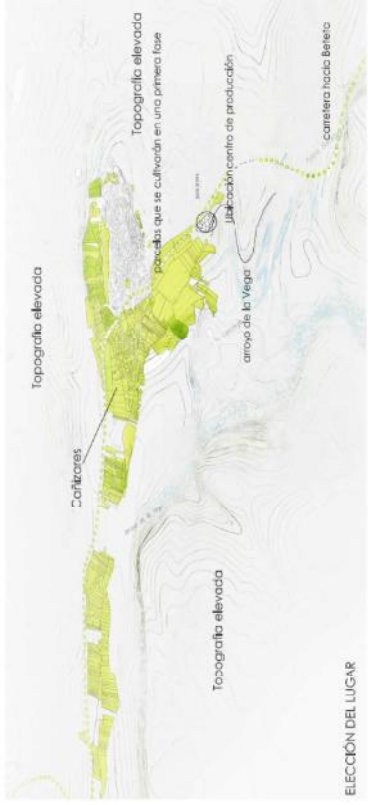 Topografía elevada
Topografía elevada
Cañizares
parcelas que se cultivarán en una primera fase
Ubicación centro de producción
arroyo de la Vega
carretera hacia Beteta
Topografía elevada
ELECCIÓN DEL LUGAR